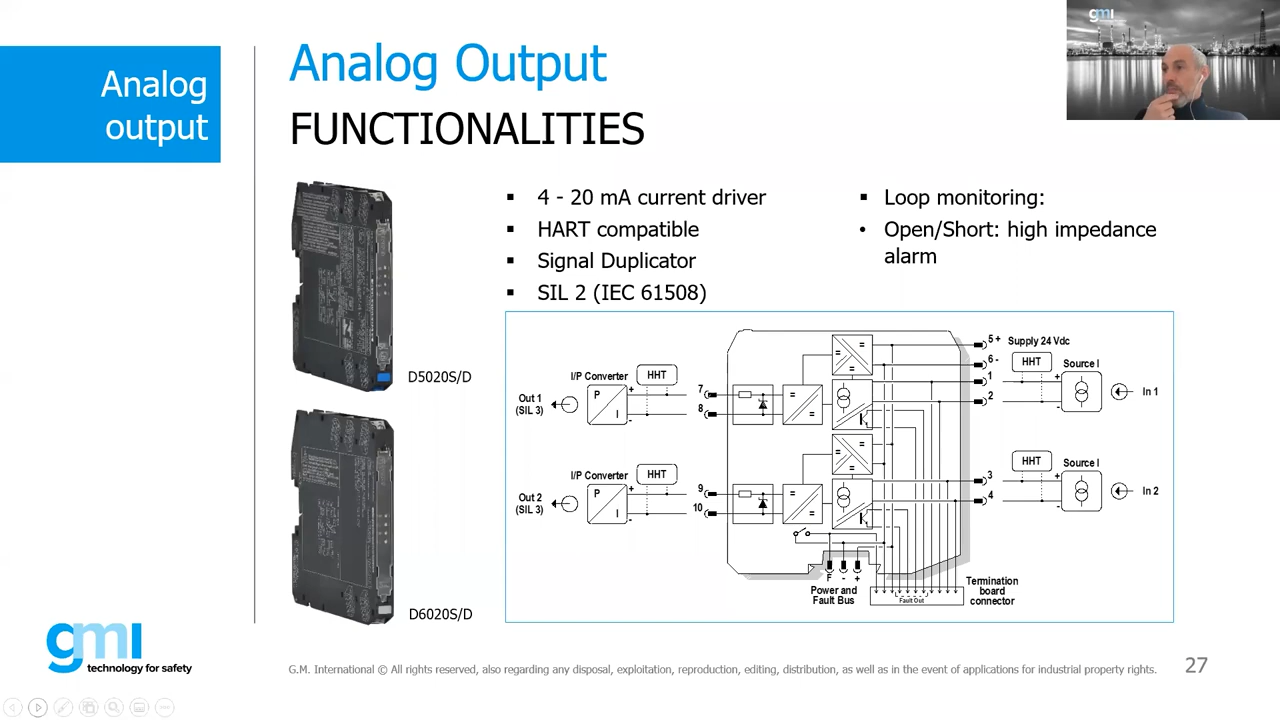 gmi
Analog
output
Analog Output
FUNCTIONALITIES
4 - 20 mA current driver
HART compatible
Signal Duplicator
SIL 2 (IEC 61508)
Loop monitoring:
Open/Short: high impedance
alarm
D5020S/D
D6020S/D
5 + Supply 24 Vdc
6 -
HHT
Source I
1
+
2
-
In 1
I/P Converter
HHT
Out 1
(SIL 3)
P
I
+
-
7
8
HHT
Source I
3
+
4
-
In 2
I/P Converter
HHT
Out 2
(SIL 3)
P
I
+
-
9
10
F - +
Power and
Fault Bus
Fault Out
Termination
board
connector
gmi
technology for safety
G.M. International © All rights reserved, also regarding any disposal, exploitation, reproduction, editing, distribution, as well as in the event of applications for industrial property rights.
27